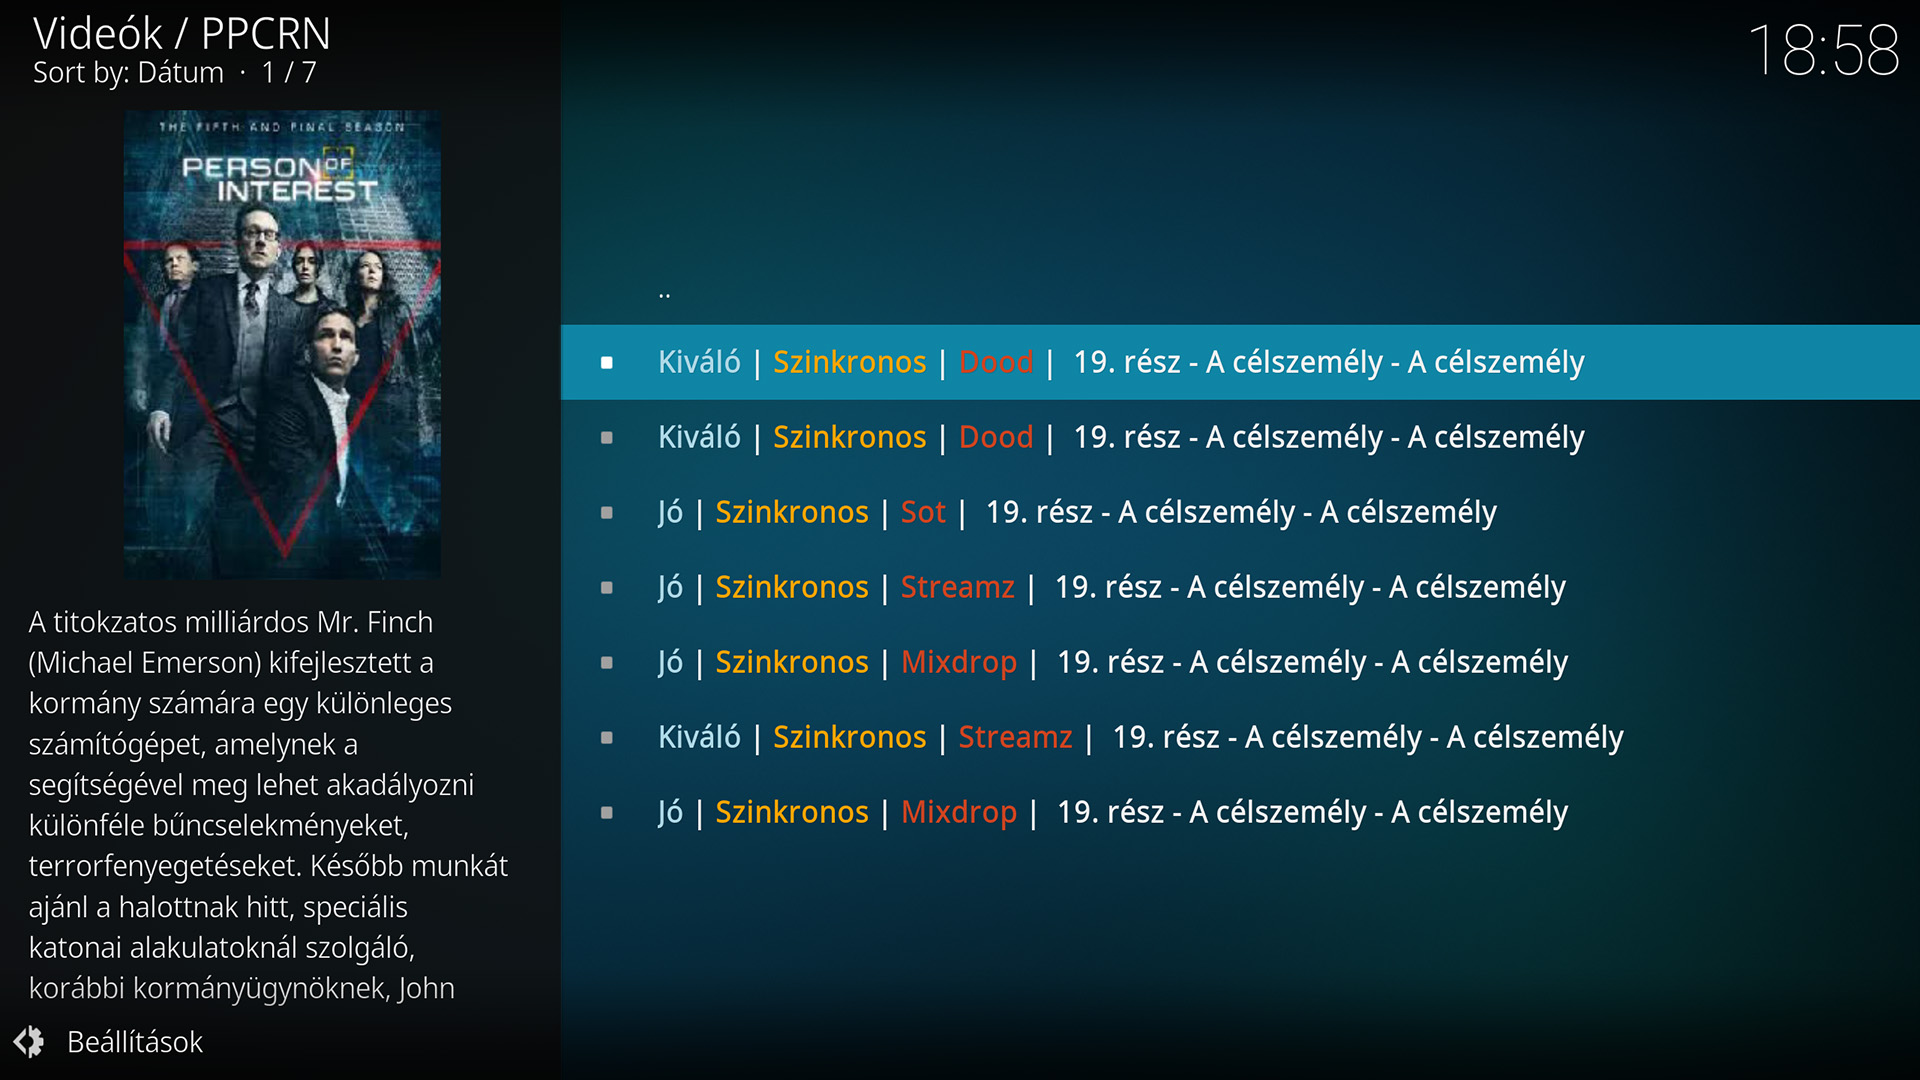 Videók / PPCRN
Sort by: Dátum · 1 / 7
18:58
THE FIFTH AND FINAL SEASON
PERSON OF
INTEREST
A titokzatos milliárdos Mr. Finch
(Michael Emerson) kifejlesztett a
kormány számára egy különleges
számítógépet, amelynek a
segítségével meg lehet akadályozni
különféle bűncselekményeket,
terrorfenyegetéseket. Később munkát
ajánl a halottnak hitt, speciális
katonai alakulatoknál szolgáló,
korábbi kormányügynöknek, John
Beállítások
..
Kiváló | Szinkronos | Dood | 19. rész - A célszemély - A célszemély
Kiváló | Szinkronos | Dood | 19. rész - A célszemély - A célszemély
Jó | Szinkronos | Sot | 19. rész - A célszemély - A célszemély
Jó | Szinkronos | Streamz | 19. rész - A célszemély - A célszemély
Jó | Szinkronos | Mixdrop | 19. rész - A célszemély - A célszemély
Kiváló | Szinkronos | Streamz | 19. rész - A célszemély - A célszemély
Jó | Szinkronos | Mixdrop | 19. rész - A célszemély - A célszemély